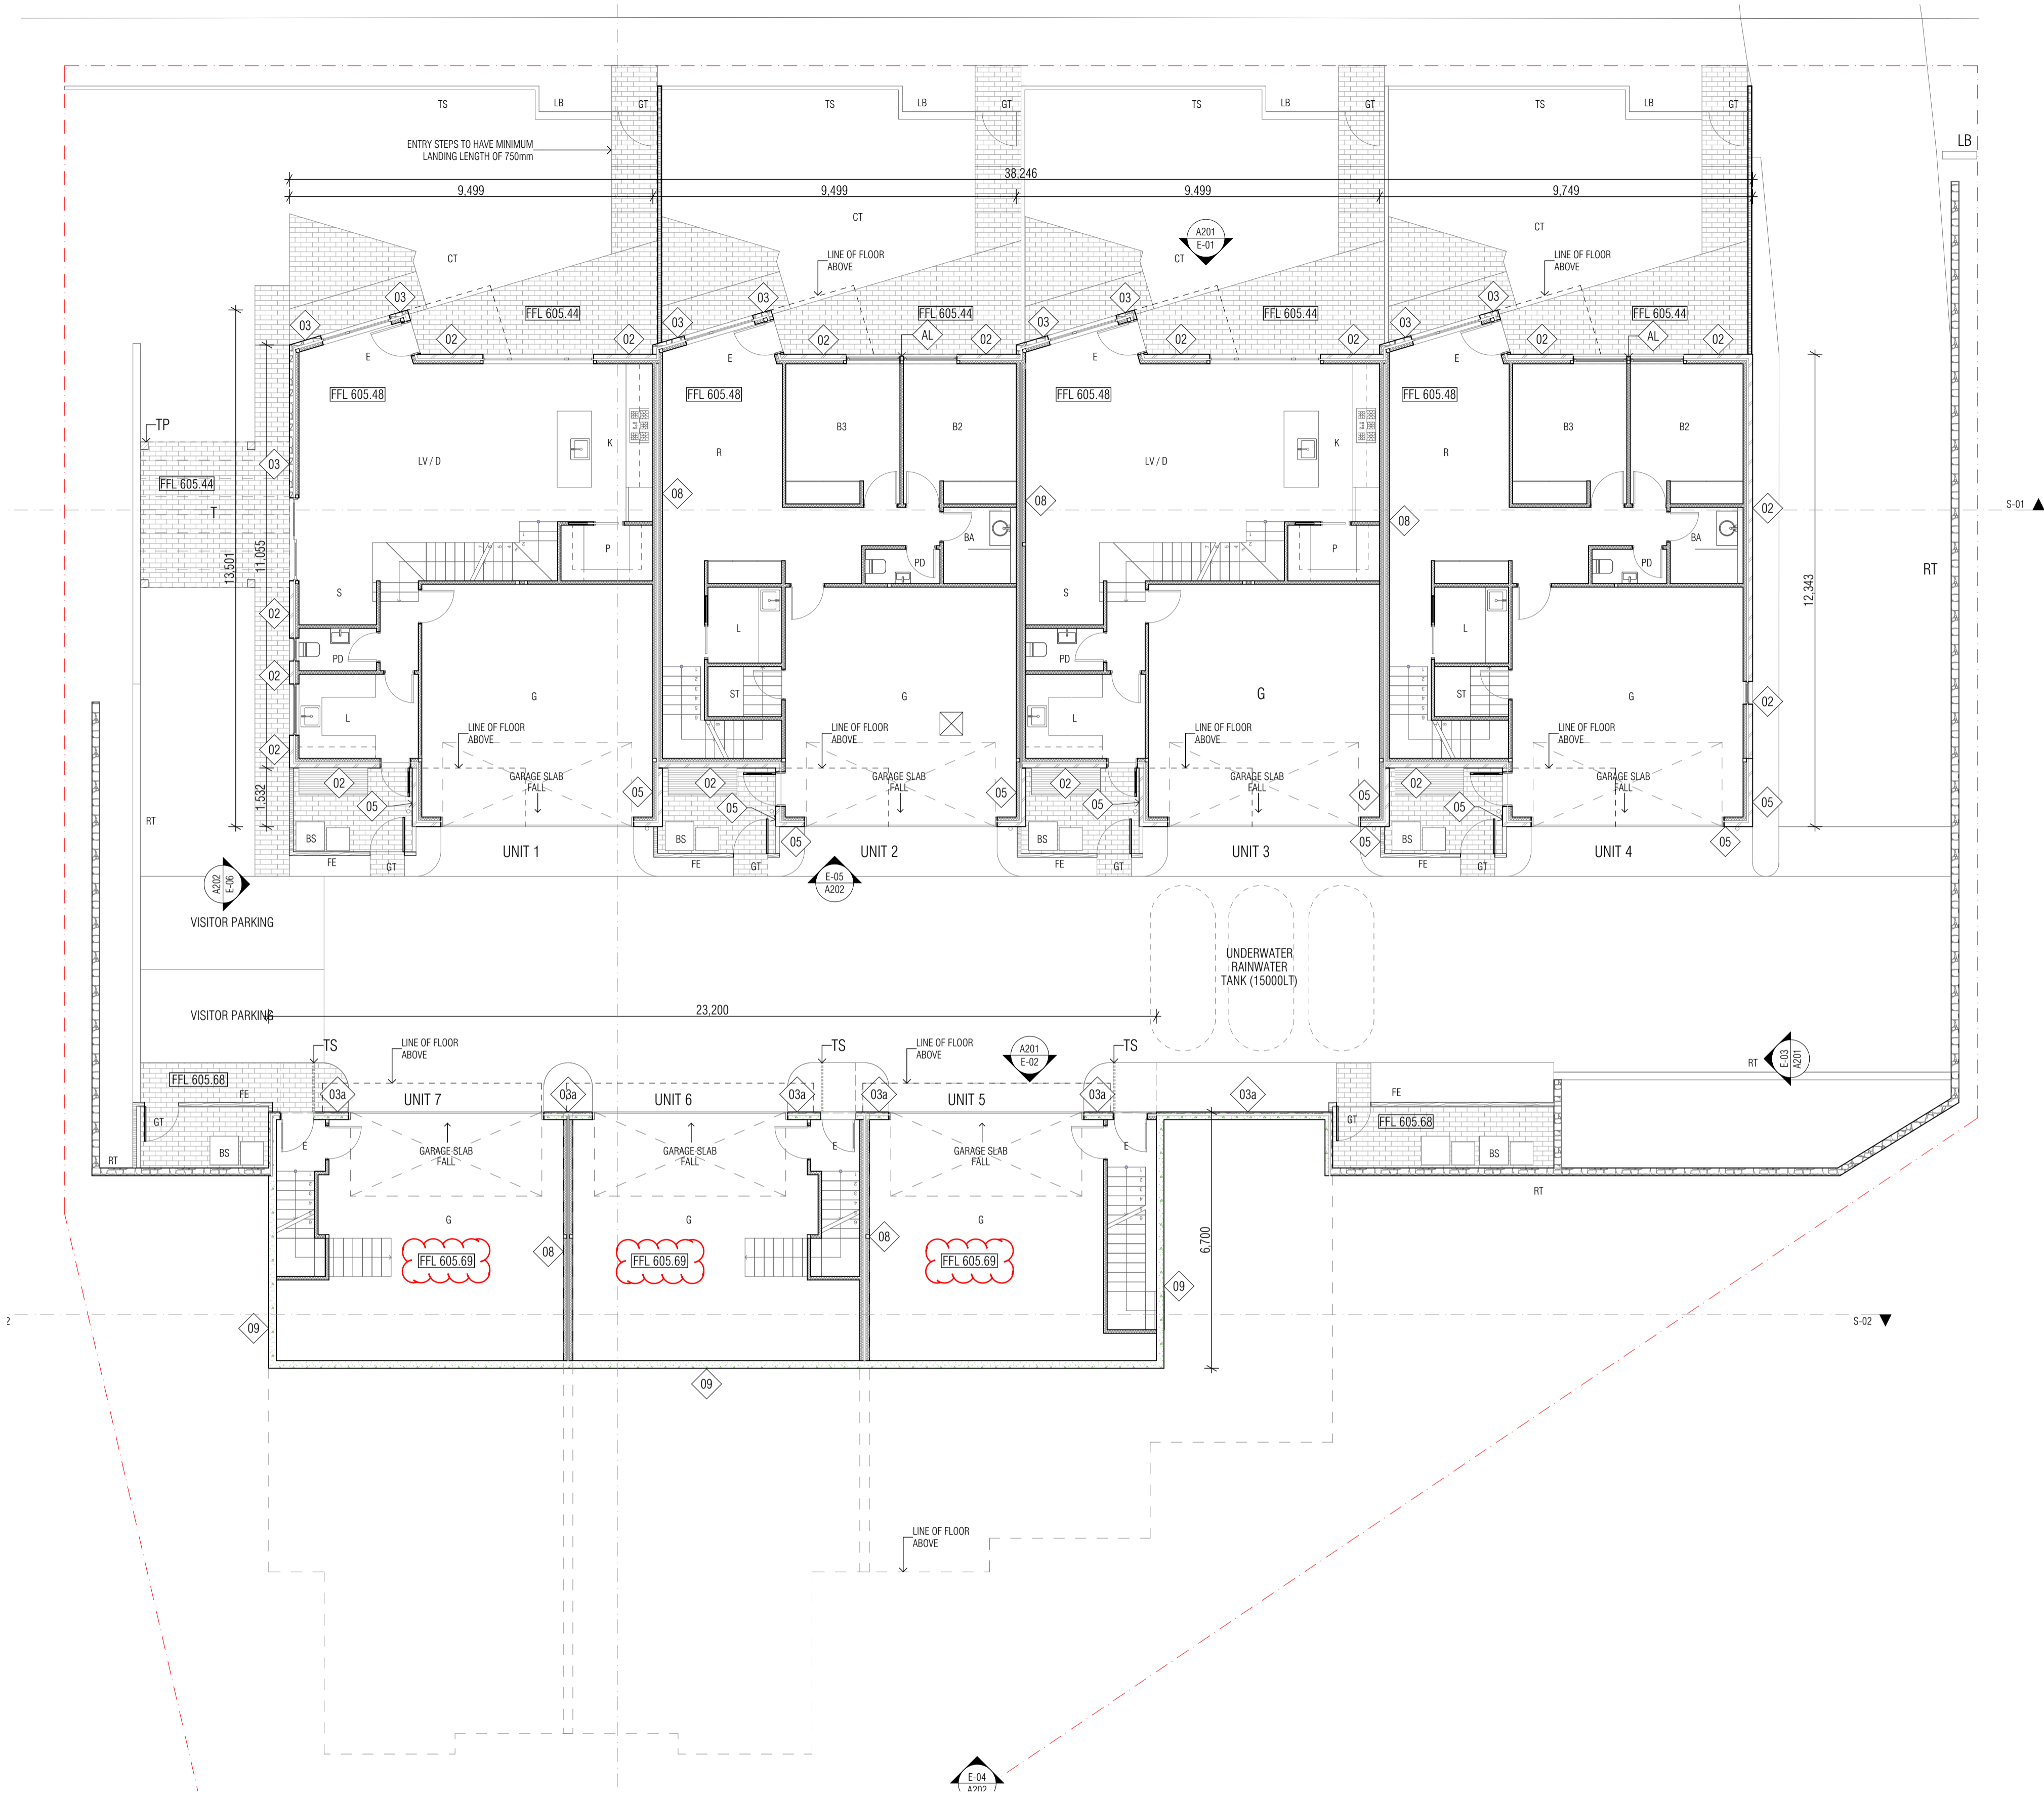 TS
LB
GT
TS
LB
GT
TS
LB
GT
TS
LB
GT
LB
ENTRY STEPS TO HAVE MINIMUM
LANDING LENGTH OF 750mm
38,246
9,499
9,499
9,499
9,749
CT
CT
CT
CT
A201
E-01
LINE OF FLOOR
ABOVE
LINE OF FLOOR
ABOVE
03
03
03
03
03
03
03
03
FFL 605.44
FFL 605.44
FFL 605.44
FFL 605.44
02
02
02
02
AL
02
02
02
02
AL
E
E
E
E
FFL 605.48
FFL 605.48
FFL 605.48
FFL 605.48
TP
03
FFL 605.44
T
13,501
11,055
LV / D
K
R
B3
B2
LV / D
K
R
B3
B2
08
08
08
02
S-01
P
PD
BA
P
PD
BA
RT
12,343
S
S
02
PD
L
PD
L
02
L
G
ST
G
L
G
ST
G
02
02
LINE OF FLOOR
ABOVE
LINE OF FLOOR
ABOVE
LINE OF FLOOR
ABOVE
LINE OF FLOOR
ABOVE
1,532
02
05
GARAGE SLAB
FALL
05
02
05
GARAGE SLAB
FALL
05
02
05
GARAGE SLAB
FALL
05
02
05
GARAGE SLAB
FALL
05
RT
BS
BS
05
BS
05
BS
05
FE
GT
UNIT 1
FE
GT
UNIT 2
FE
GT
UNIT 3
FE
GT
UNIT 4
A202
E-06
E-05
A202
VISITOR PARKING
VISITOR PARKING
UNDERWATER
RAINWATER
TANK (15000LT)
23,200
TS
LINE OF FLOOR
ABOVE
TS
LINE OF FLOOR
ABOVE
A201
E-02
TS
RT
E-03
A201
FFL 605.68
FE
03a
UNIT 7
03a
UNIT 6
03a
03a
UNIT 5
03a
03a
FE
GT
GT
FFL 605.68
RT
BS
E
GARAGE SLAB
FALL
GARAGE SLAB
FALL
E
GARAGE SLAB
FALL
E
BS
RT
G
G
G
FFL 605.69
FFL 605.69
FFL 605.69
08
08
6,700
09
09
09
2
S-02
LINE OF FLOOR
ABOVE
E-04
A202